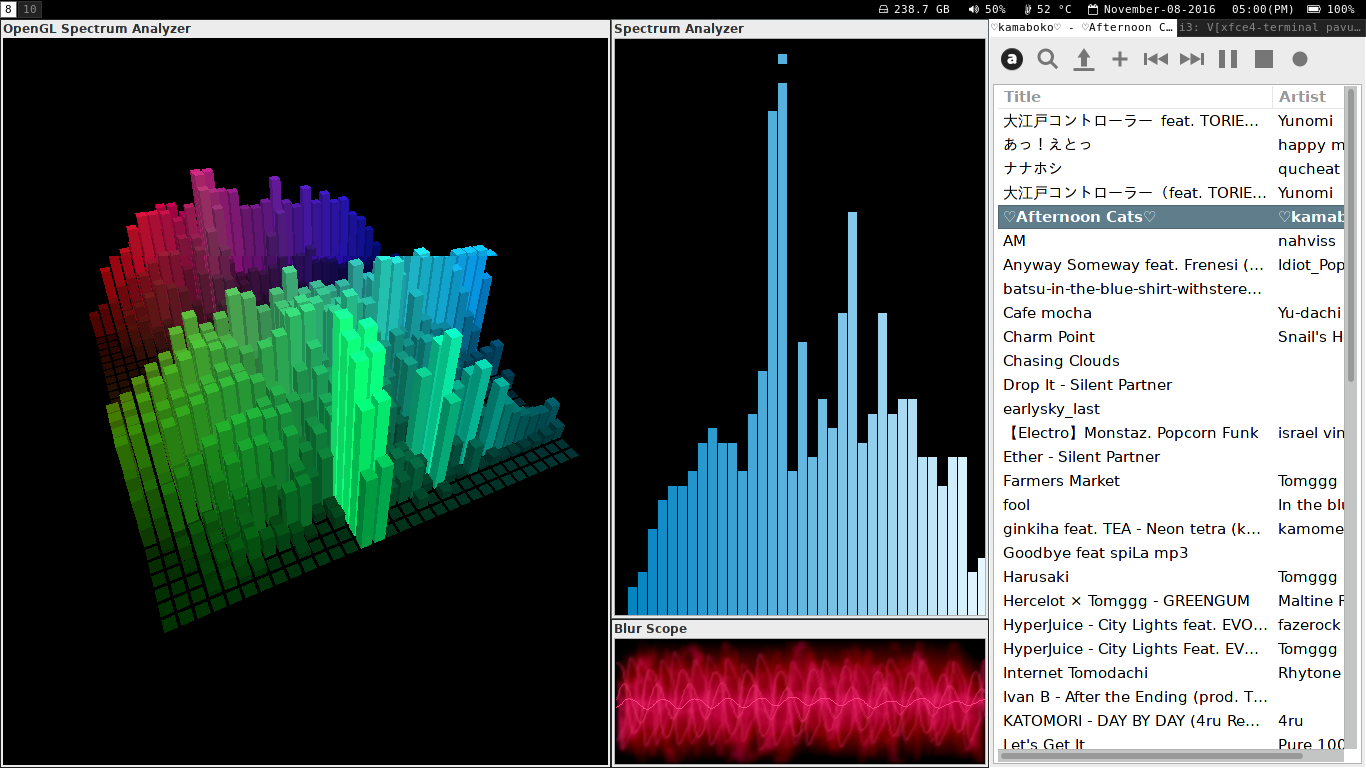 8 10
238.7 GB 50% 52 °C November-08-2016 05:00(PM) 100%
OpenGL Spectrum Analyzer
Spectrum Analyzer
Blur Scope
♡kamaboko♡ - ♡Afternoon C… i3: V[xfce4-terminal pavu…
a
Title Artist
大江戸コントローラー feat. TORIE… Yunomi
あっ！えとっ happy m
ナナホシ qucheat
大江戸コントローラー（feat. TORIE… Yunomi
♡Afternoon Cats♡ ♡kamab
AM nahviss
Anyway Someway feat. Frenesi (… Idiot_Pop
batsu-in-the-blue-shirt-withstere…
Cafe mocha Yu-dachi
Charm Point Snail's H
Chasing Clouds
Drop It - Silent Partner
earlysky_last
【Electro】Monstaz. Popcorn Funk israel vin
Ether - Silent Partner
Farmers Market Tomggg
fool In the blu
ginkiha feat. TEA - Neon tetra (k… kamome
Goodbye feat spiLa mp3
Harusaki Tomggg
Hercelot × Tomggg - GREENGUM Maltine R
HyperJuice - City Lights feat. EVO… fazerock
HyperJuice - City Lights Feat. EV… Tomggg
Internet Tomodachi Rhytone
Ivan B - After the Ending (prod. T…
KATOMORI - DAY BY DAY (4ru Re… 4ru
Let's Get It Pure 100